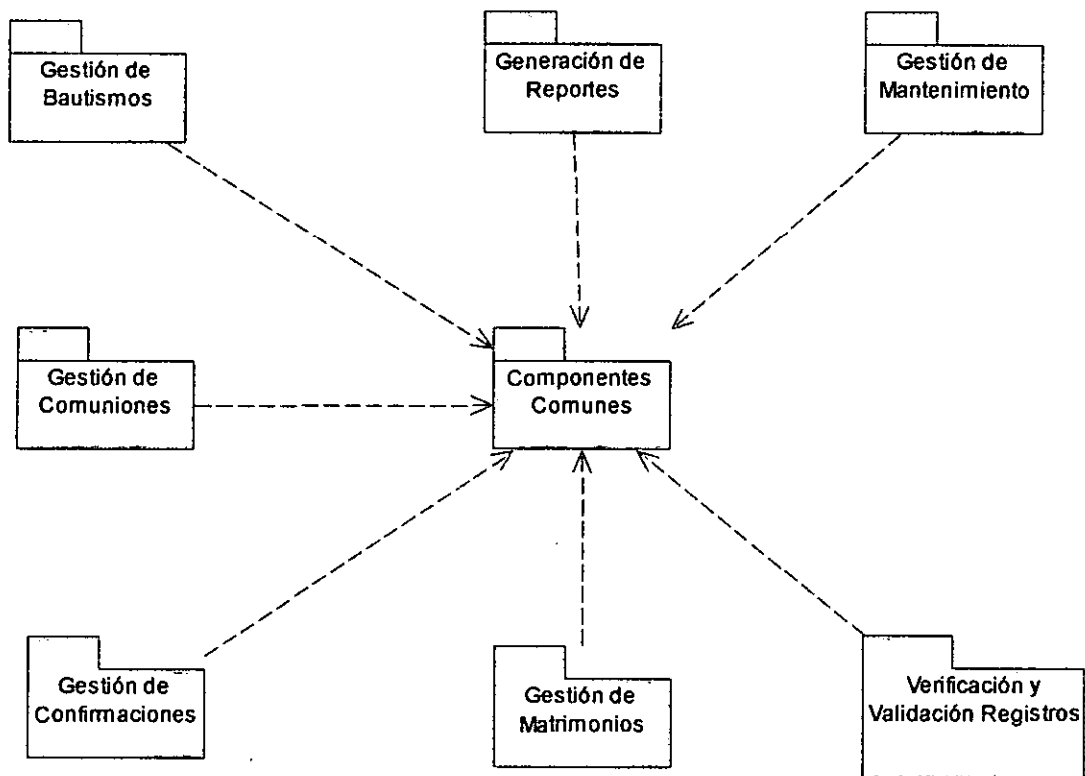 Gestión de
Bautismos
Generación de
Reportes
Gestión de
Mantenimiento
Gestión de
Comuniones
Componentes
Comunes
Gestión de
Confirmaciones
Gestión de
Matrimonios
Verificación y
Validación Registros